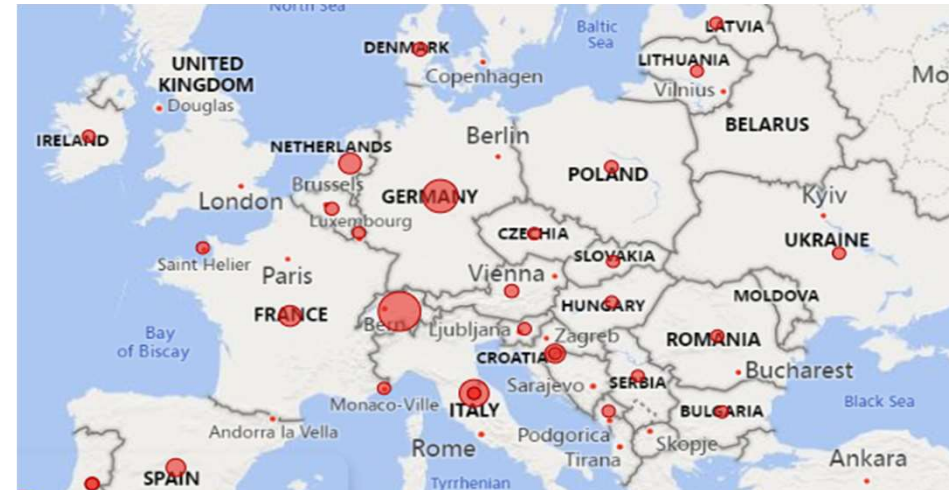 North Sea
Baltic
Sea
LATVIA
DENMARK
LITHUANIA
Copenhagen
Vilnius
Mo
UNITED
KINGDOM
Douglas
BELARUS
IRELAND
NETHERLANDS
Berlin
POLAND
Brussels
GERMANY
London
Kyiv
Luxembourg
CZECHIA
UKRAINE
SLOVAKIA
Saint Helier
Paris
Vienna
MOLDOVA
HUNGARY
FRANCE
Bern
Ljubljana
Zagreb
ROMANIA
Bay
of Biscay
CROATIA
Bucharest
Sarajevo
SERBIA
Monaco-Ville
ITALY
BULGARIA
Black Sea
Andorra la Vella
Podgorica
Skopje
Rome
Tirana
Ankara
SPAIN
Tyrrhenian